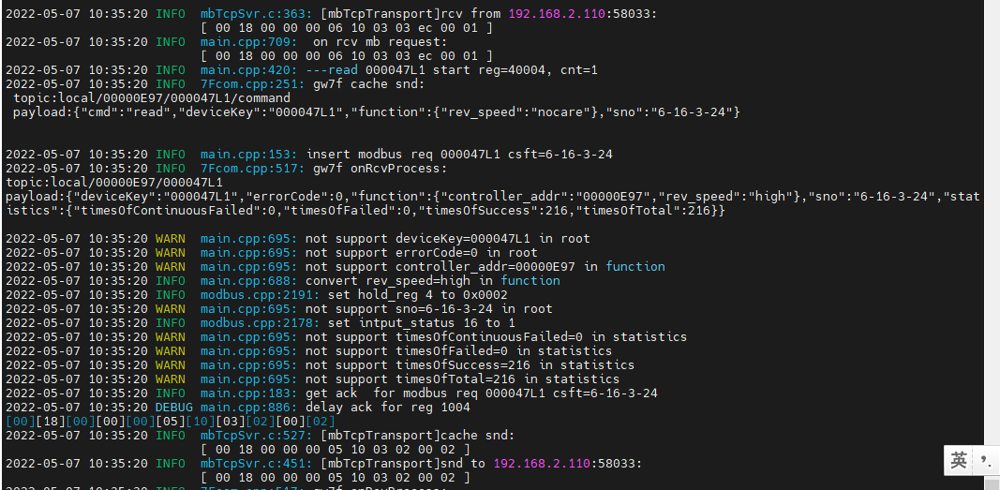 2022-05-07 10:35:20 INFO  mbTcpSvr.c:363: [mbTcpTransport]rcv from 192.168.2.110:58033:
[ 00 18 00 00 00 06 10 03 03 ec 00 01 ]
2022-05-07 10:35:20 INFO  main.cpp:709:  on rcv mb request:
[ 00 18 00 00 00 06 10 03 03 ec 00 01 ]
2022-05-07 10:35:20 INFO  main.cpp:420: ---read 000047L1 start reg=40004, cnt=1
2022-05-07 10:35:20 INFO  7Fcom.cpp:251: gw7f cache snd:
topic:local/00000E97/000047L1/command
payload:{"cmd":"read","deviceKey":"000047L1","function":{"rev_speed":"nocare"},"sno":"6-16-3-24"}
2022-05-07 10:35:20 INFO  main.cpp:153: insert modbus req 000047L1 csft=6-16-3-24
2022-05-07 10:35:20 INFO  7Fcom.cpp:517: gw7f onRcvProcess:
topic:local/00000E97/000047L1
payload:{"deviceKey":"000047L1","errorCode":0,"function":{"controller_addr":"00000E97","rev_speed":"high"},"sno":"6-16-3-24","stat
istics":{"timesOfContinuousFailed":0,"timesOfFailed":0,"timesOfSuccess":216,"timesOfTotal":216}}
2022-05-07 10:35:20 WARN  main.cpp:695: not support deviceKey=000047L1 in root
2022-05-07 10:35:20 WARN  main.cpp:695: not support errorCode=0 in root
2022-05-07 10:35:20 WARN  main.cpp:695: not support controller_addr=00000E97 in function
2022-05-07 10:35:20 INFO  main.cpp:688: convert rev_speed=high in function
2022-05-07 10:35:20 INFO  modbus.cpp:2191: set hold_reg 4 to 0x0002
2022-05-07 10:35:20 WARN  main.cpp:695: not support sno=6-16-3-24 in root
2022-05-07 10:35:20 INFO  modbus.cpp:2178: set intput_status 16 to 1
2022-05-07 10:35:20 WARN  main.cpp:695: not support timesOfContinuousFailed=0 in statistics
2022-05-07 10:35:20 WARN  main.cpp:695: not support timesOfFailed=0 in statistics
2022-05-07 10:35:20 WARN  main.cpp:695: not support timesOfSuccess=216 in statistics
2022-05-07 10:35:20 WARN  main.cpp:695: not support timesOfTotal=216 in statistics
2022-05-07 10:35:20 INFO  main.cpp:183: get ack  for modbus req 000047L1 csft=6-16-3-24
2022-05-07 10:35:20 DEBUG main.cpp:886: delay ack for reg 1004
[00][18][00][00][00][05][10][03][02][00][02]
2022-05-07 10:35:20 INFO  mbTcpSvr.c:527: [mbTcpTransport]cache snd:
[ 00 18 00 00 00 05 10 03 02 00 02 ]
2022-05-07 10:35:20 INFO  mbTcpSvr.c:451: [mbTcpTransport]snd to 192.168.2.110:58033:
[ 00 18 00 00 00 05 10 03 02 00 02 ]
2022-05-07 10:35:20 INFO  7Fcom.cpp:517: gw7f onRcvProcess:
英